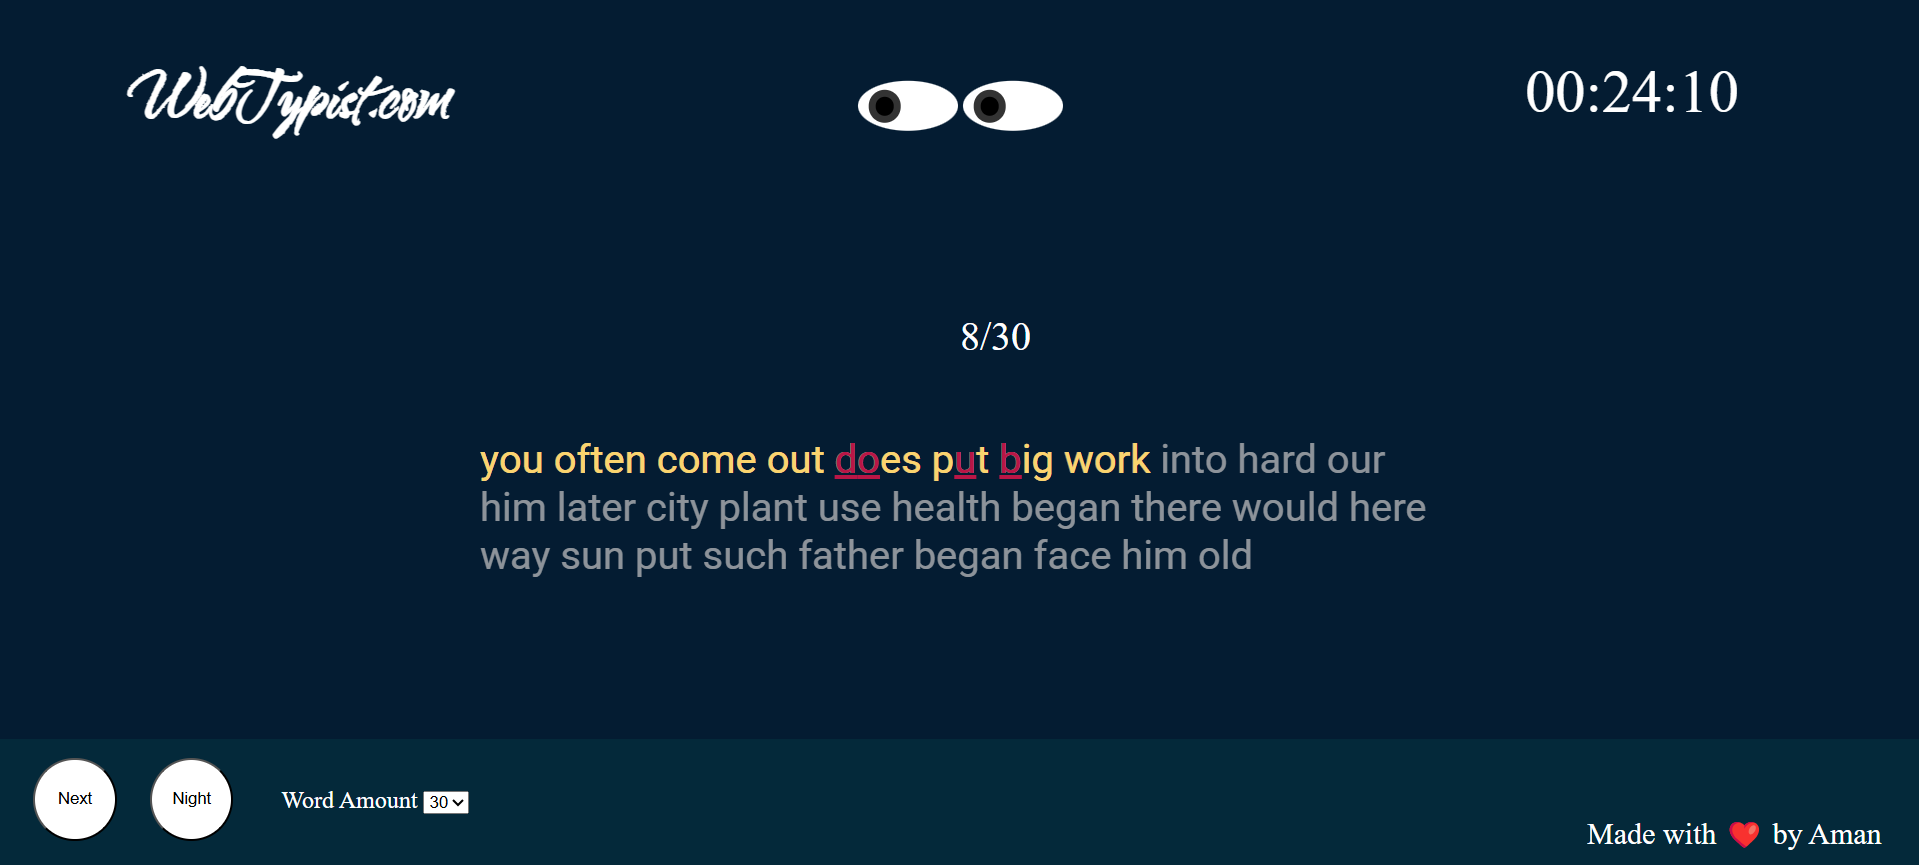 WebTypist.com
00:24:10
8/30
you often come out does put big work into hard our
him later city plant use health began there would here
way sun put such father began face him old
Next
Night
Word Amount 30
Made with ❤️ by Aman